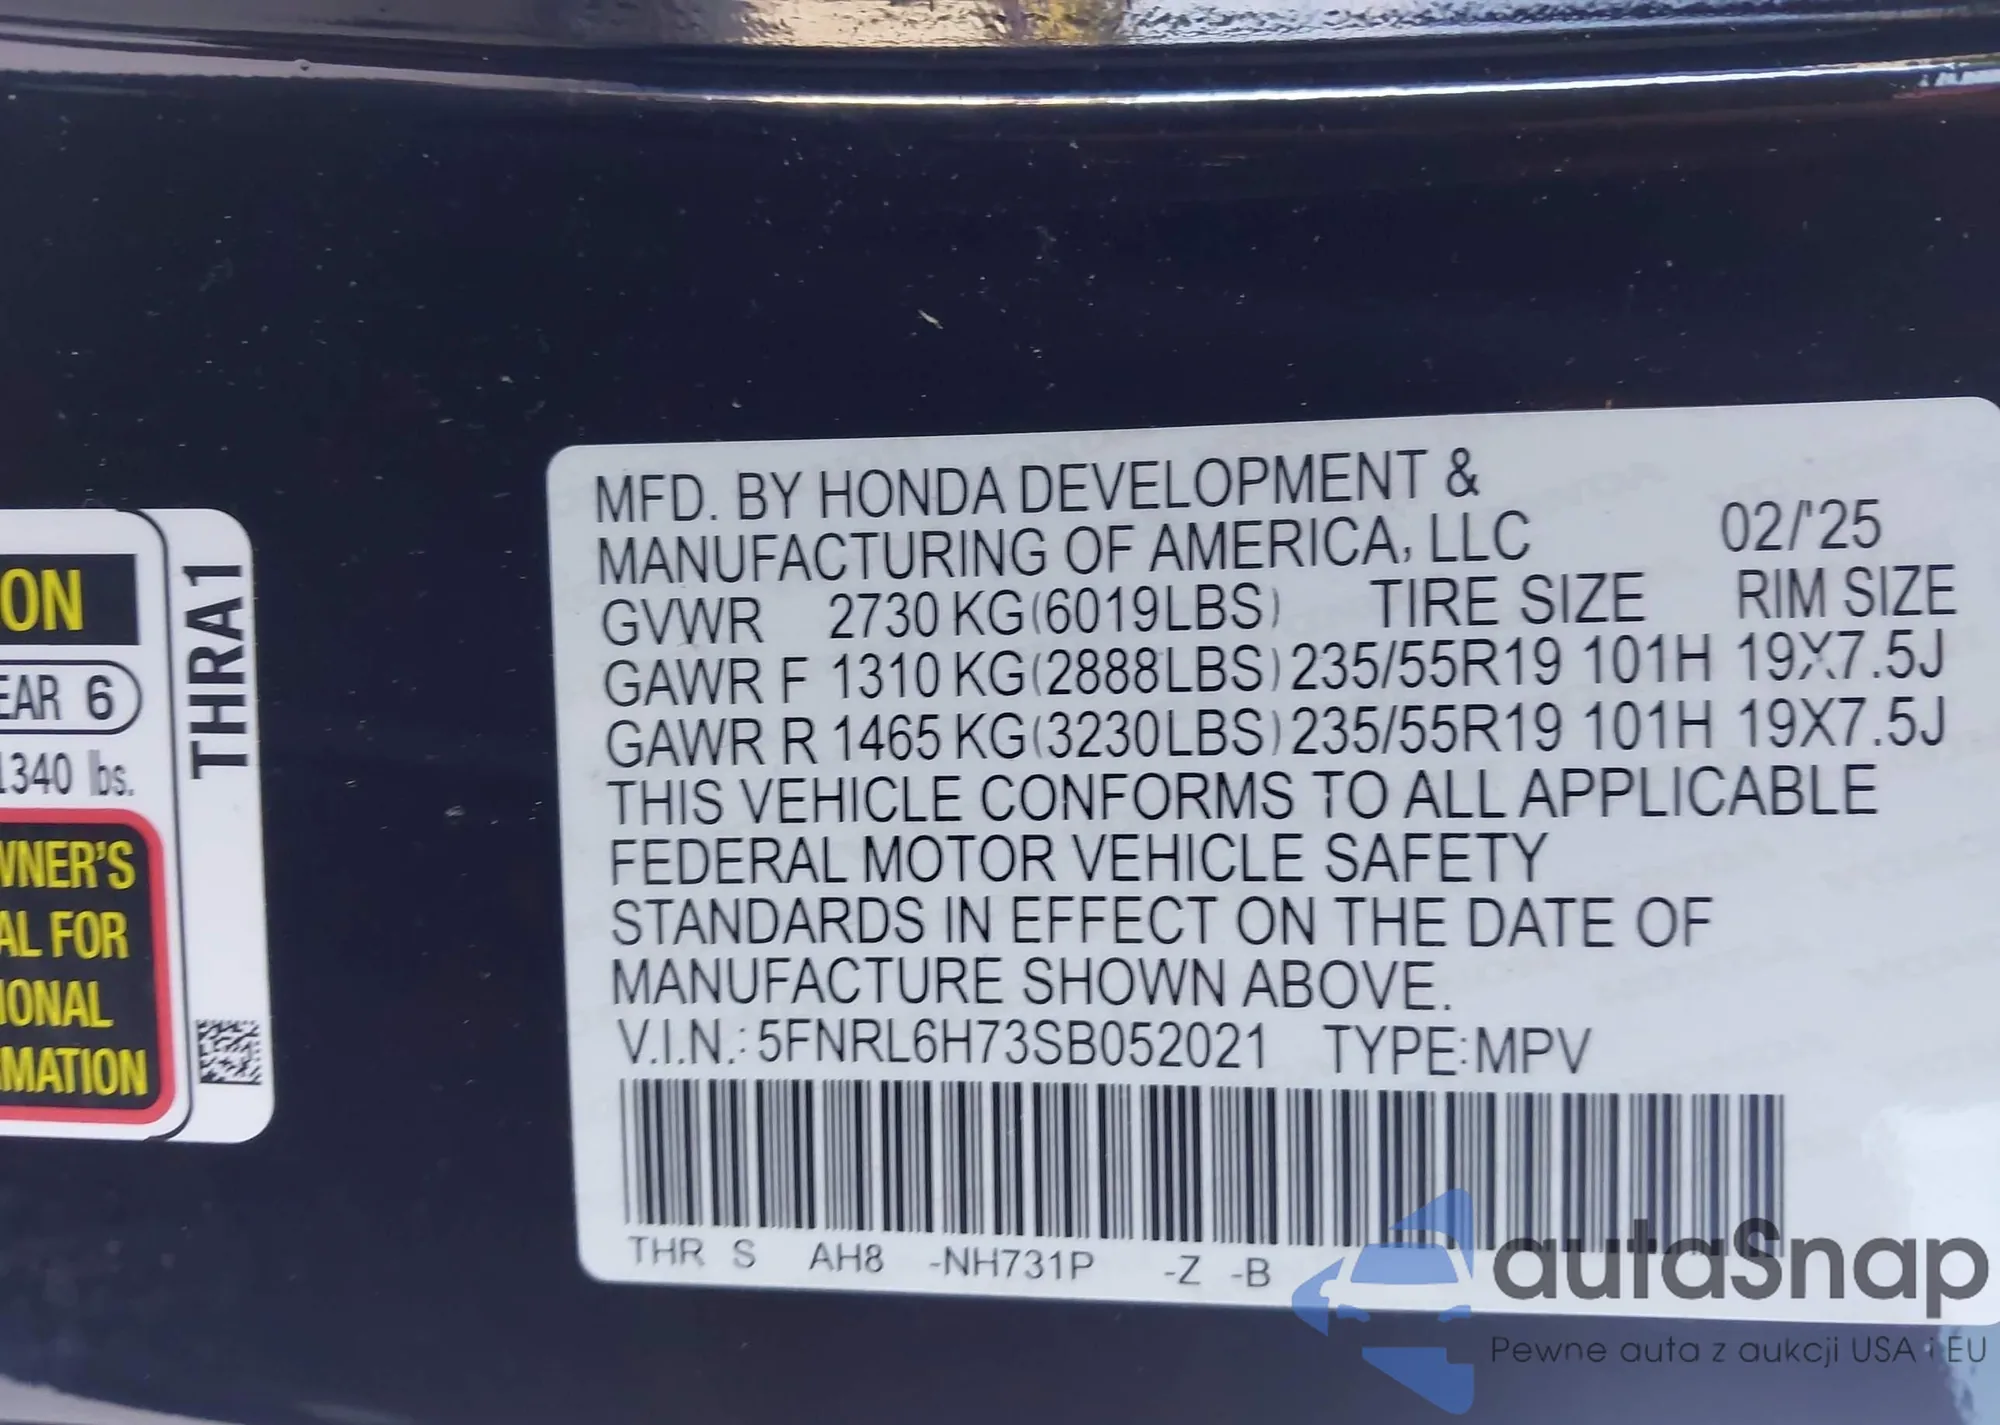 ON
EAR 6
1340 lbs.
WNER'S
AL FOR
IONAL
MATION
THRA1
MFD. BY HONDA DEVELOPMENT &
MANUFACTURING OF AMERICA, LLC 02/'25
GVWR 2730 KG(6019LBS) TIRE SIZE RIM SIZE
GAWR F 1310 KG(2888LBS) 235/55R19 101H 19X7.5J
GAWR R 1465 KG(3230LBS) 235/55R19 101H 19X7.5J
THIS VEHICLE CONFORMS TO ALL APPLICABLE
FEDERAL MOTOR VEHICLE SAFETY
STANDARDS IN EFFECT ON THE DATE OF
MANUFACTURE SHOWN ABOVE.
V.I.N.: 5FNRL6H73SB052021 TYPE:MPV
THR S AH8 -NH731P -Z -B
autaSnap
Pewne auta z aukcji USA i EU